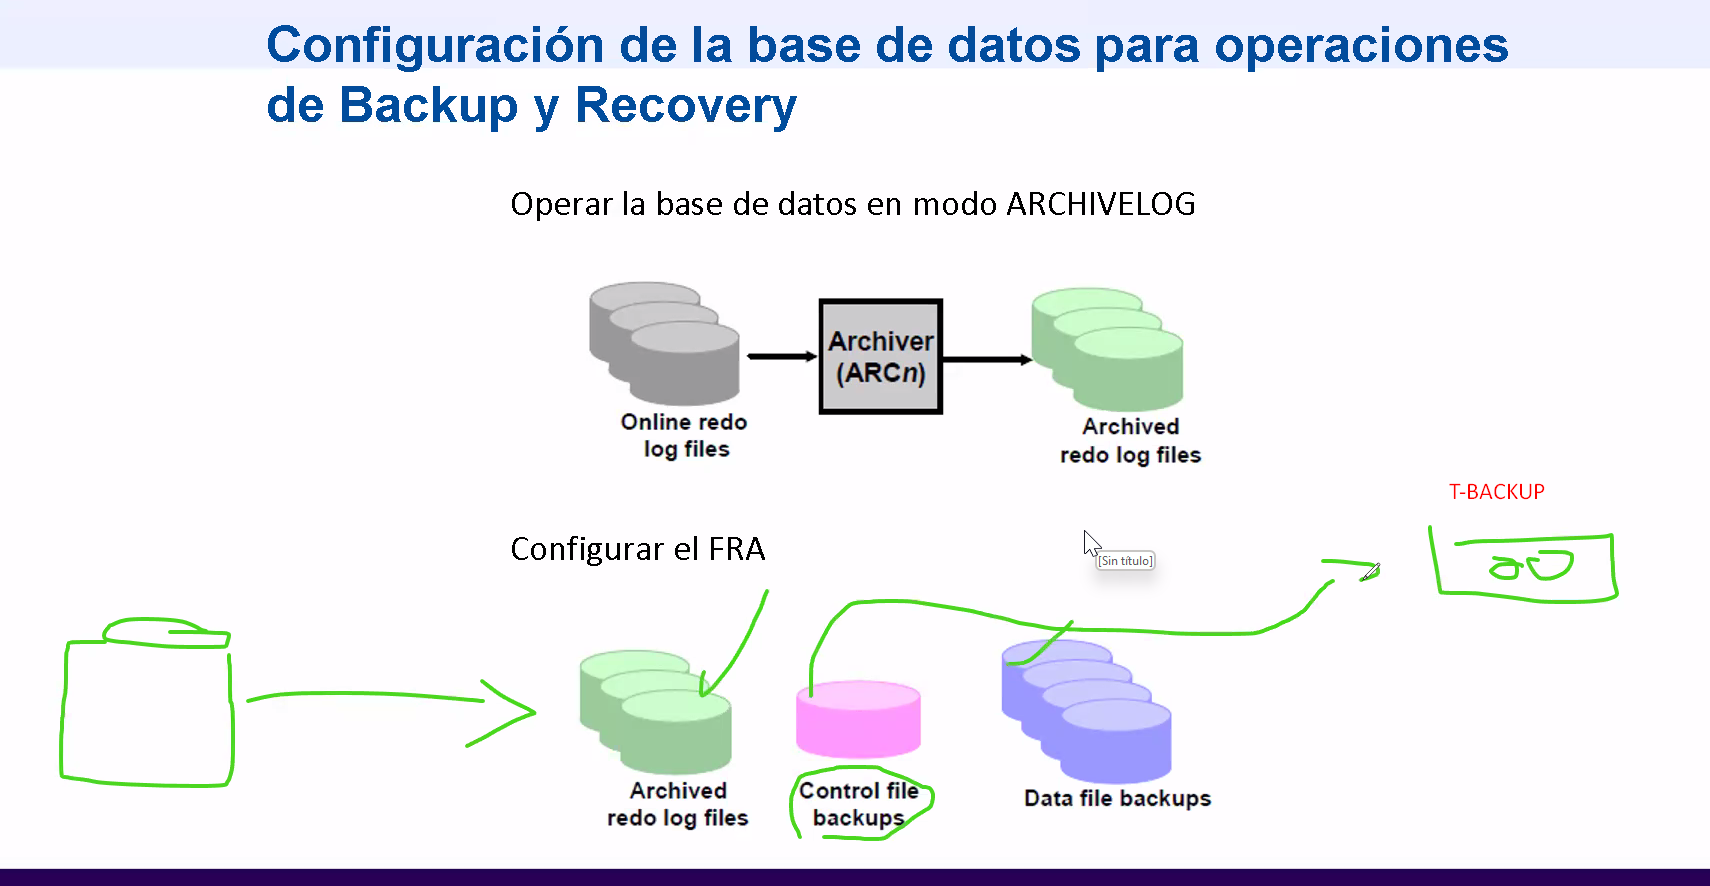 Configuración de la base de datos para operaciones
de Backup y Recovery
Operar la base de datos en modo ARCHIVELOG
Archiver
(ARCn)
Online redo
log files
Archived
redo log files
T-BACKUP
Configurar el FRA
[Sin título]
Archived
redo log files
Control file
backups
Data file backups